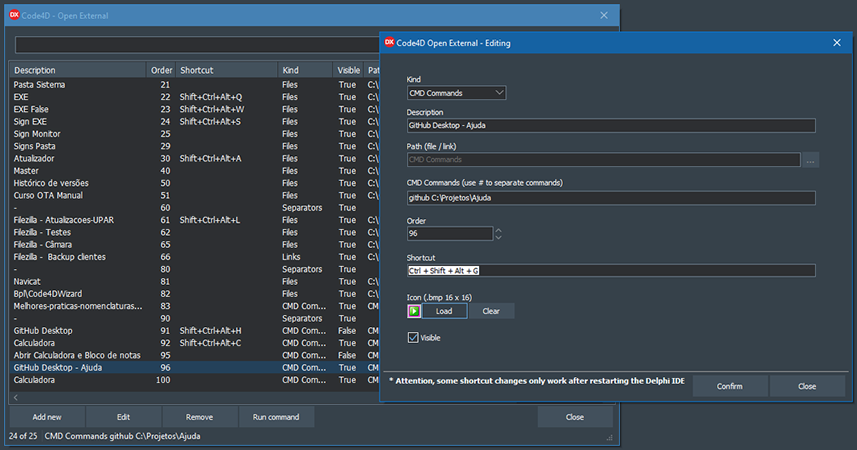 DX Code4D - Open External
Description Order Shortcut Kind Visible Pat
Pasta Sistema 21 Files True C:\
EXE 22 Shift+Ctrl+Alt+Q Files True C:\
EXE False 23 Shift+Ctrl+Alt+W Files True C:\
Sign EXE 24 Shift+Ctrl+Alt+S Files True C:\
Sign Monitor 25 Files True C:\
Signs Pasta 29 Files True C:\
Atualizador 30 Shift+Ctrl+Alt+A Files True C:\
Master 40 Files True C:\
Histórico de versões 50 Files True C:\
Curso OTA Manual 51 Files True C:\
- 60 Separators True
Filezilla - Atualizacoes-UPAR 61 Shift+Ctrl+Alt+L Files True C:\
Filezilla - Testes 62 Files True C:\
Filezilla - Câmara 65 Files True C:\
Filezilla - Backup clientes 66 Links True C:\
- 80 Separators True
Navicat 81 Files True C:\
Bpl\Code4DWizard 82 Files True C:\
Melhores-praticas-nomenclaturas... 83 CMD Com... True CM
- 90 Separators True
GitHub Desktop 91 Shift+Ctrl+Alt+H CMD Com... False CM
Calculadora 92 Shift+Ctrl+Alt+C CMD Com... True CM
Abrir Calculadora e Bloco de notas 95 CMD Com... False CM
GitHub Desktop - Ajuda 96 CMD Com... True CM
Calculadora 100 CMD Com... True CM
Add new Edit Remove Run command Close
24 of 25 CMD Commands github C:\Projetos\Ajuda
DX Code4D Open External - Editing
Kind
CMD Commands
Description
GitHub Desktop - Ajuda
Path (file / link)
CMD Commands ...
CMD Commands (use # to separate commands)
github C:\Projetos\Ajuda
Order
96
Shortcut
Ctrl + Shift + Alt + G
Icon (.bmp 16 x 16)
Load Clear
Visible
* Attention, some shortcut changes only work after restarting the Delphi IDE
Confirm Close